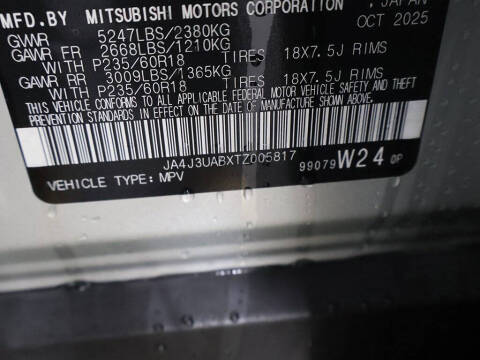 MFD.BY MITSUBISHI MOTORS CORPORATION , JAPAN
GVWR 5247LBS/2380KG OCT 2025
GAWR FR 2668LBS/1210KG
WITH P235/60R18 TIRES 18X7.5J RIMS
GAWR RR 3009LBS/1365KG
WITH P235/60R18 TIRES 18X7.5J RIMS
THIS VEHICLE CONFORMS TO ALL APPLICABLE FEDERAL MOTOR VEHICLE SAFETY AND THEFT
PREVENTION STANDARDS IN EFFECT ON THE DATE OF MANUFACTURE SHOWN ABOVE.
JA4J3UABXTZ005817 99079 W24 0P
VEHICLE TYPE: MPV